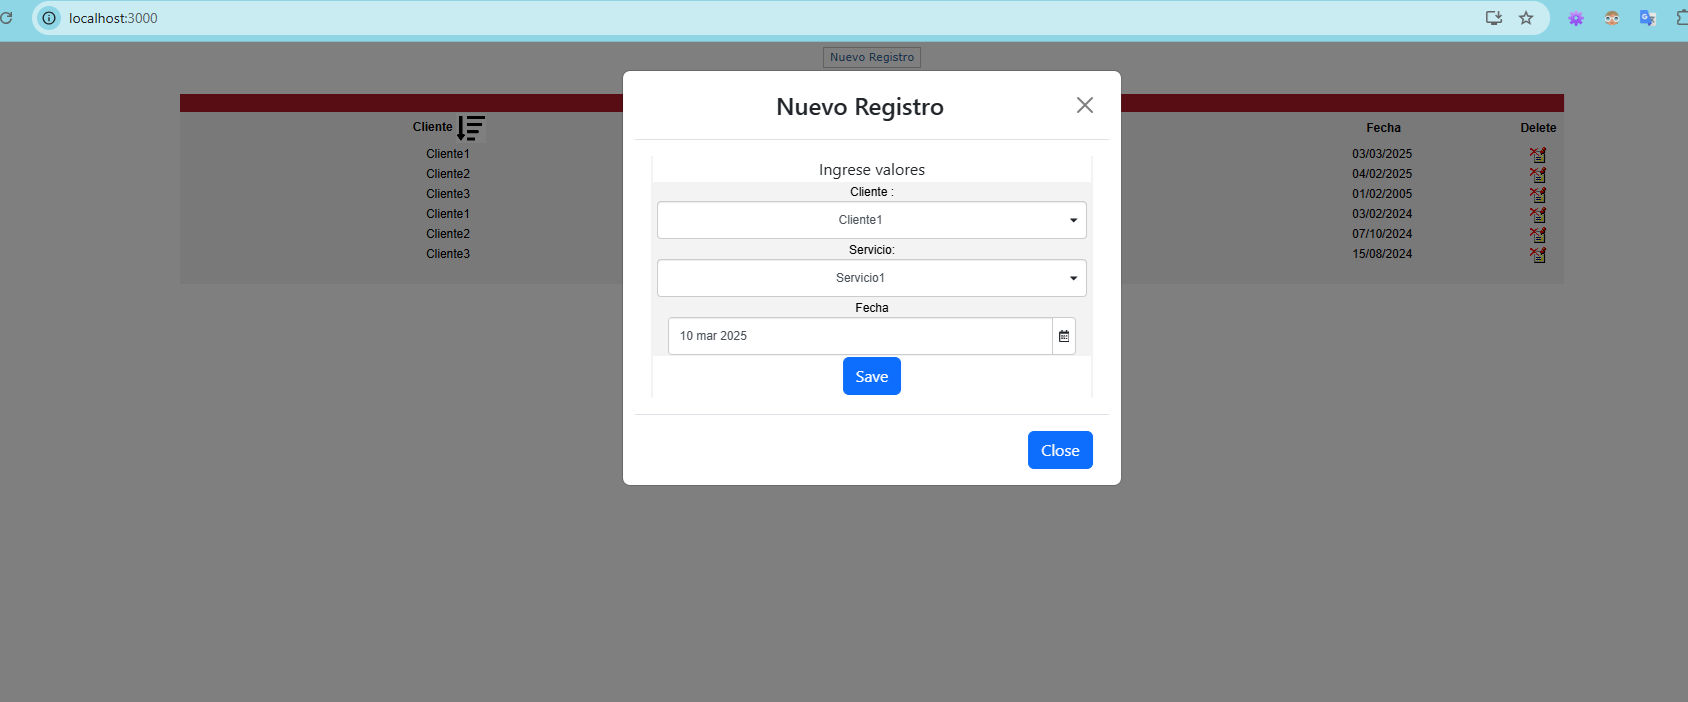 localhost:3000
Nuevo Registro
Nuevo Registro
Cliente Fecha Delete
Cliente1 03/03/2025
Cliente2 04/02/2025
Cliente3 01/02/2005
Cliente1 03/02/2024
Cliente2 07/10/2024
Cliente3 15/08/2024
Ingrese valores
Cliente :
Cliente1
Servicio:
Servicio1
Fecha
10 mar 2025
Save
Close